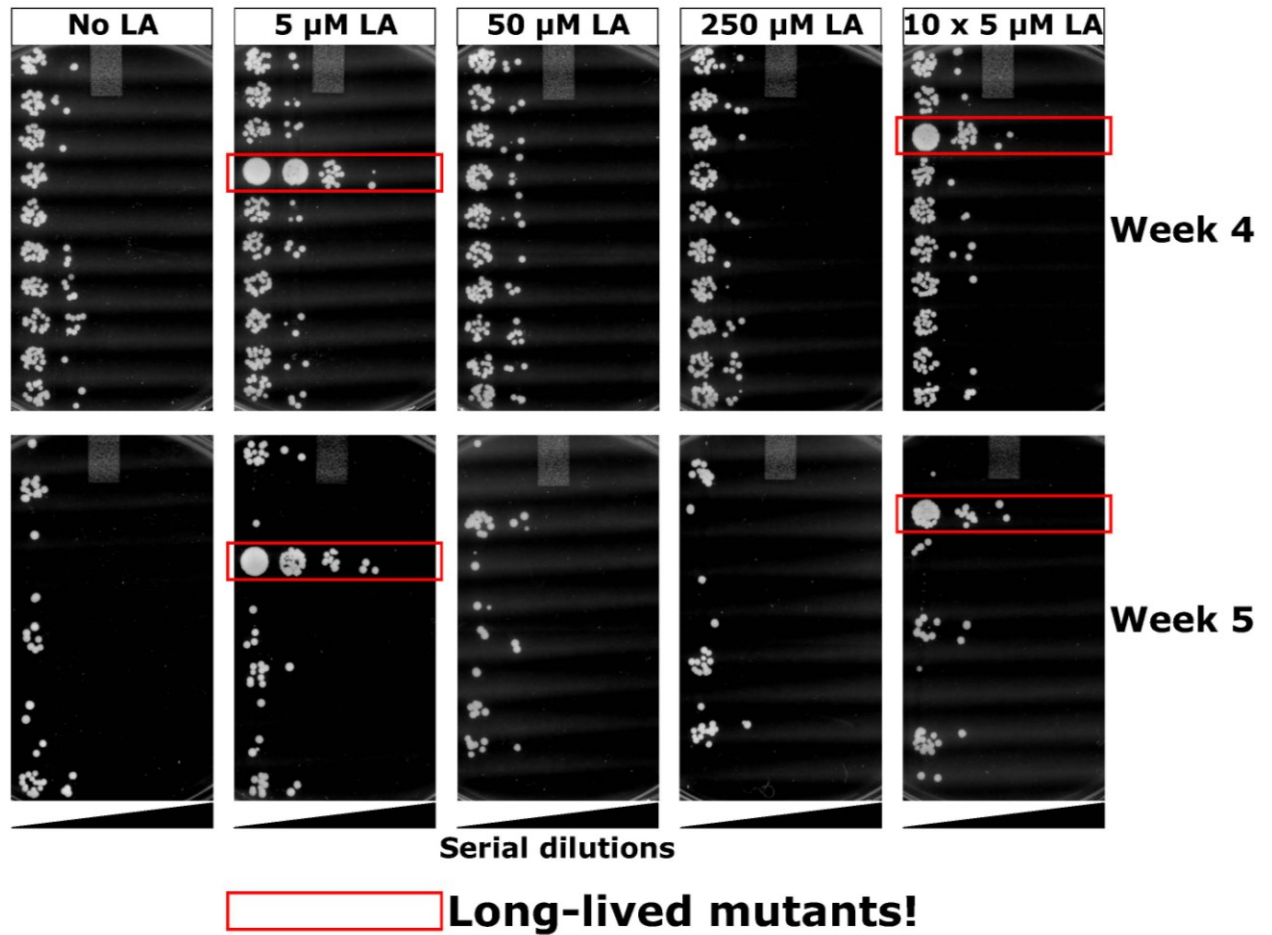 No LA
5 µM LA
50 µM LA
250 µM LA
10 x 5 µM LA
Week 4
Week 5
Serial dilutions
Long-lived mutants!